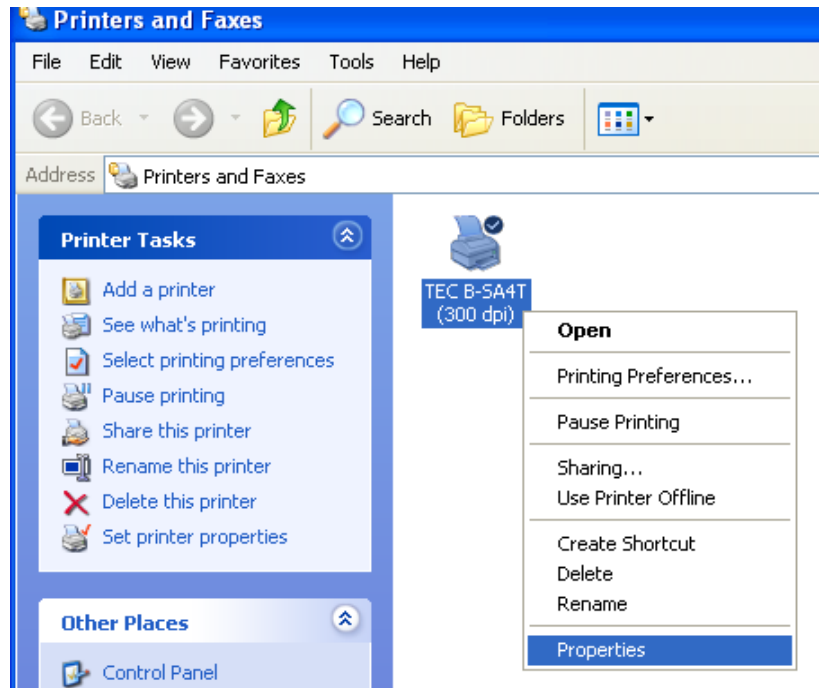 Printers and Faxes
File Edit View Favorites Tools Help
Back Search Folders
Address Printers and Faxes
Printer Tasks
Add a printer
See what's printing
Select printing preferences
Pause printing
Share this printer
Rename this printer
Delete this printer
Set printer properties
Other Places
Control Panel
TEC B-SA4T
(300 dpi)
Open
Printing Preferences...
Pause Printing
Sharing...
Use Printer Offline
Create Shortcut
Delete
Rename
Properties